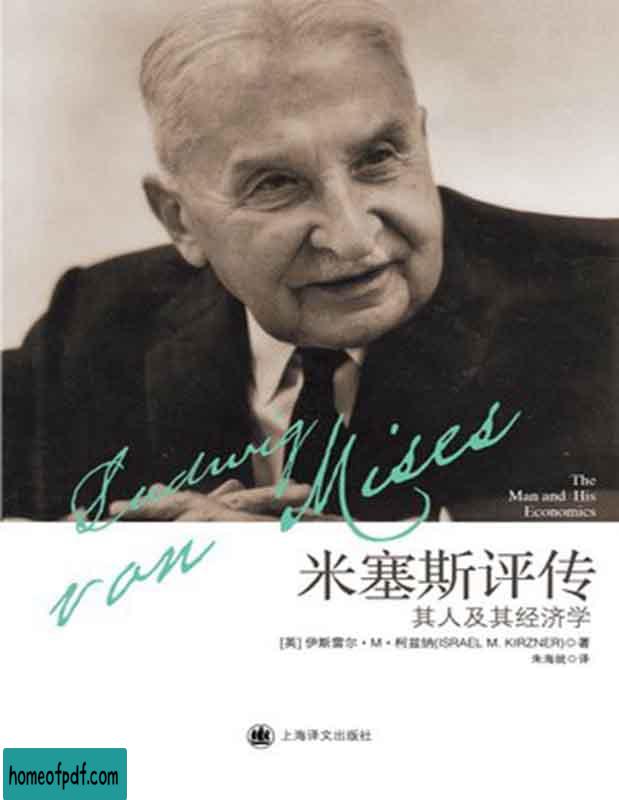 Ludwig
von Mises
The
Man and His
Economics
米塞斯评传
其人及其经济学
[英] 伊斯雷尔·M·柯兹纳(ISRAEL M. KIRZNER)◎著
朱海就◎译
上海译文出版社
homeofpdf.com